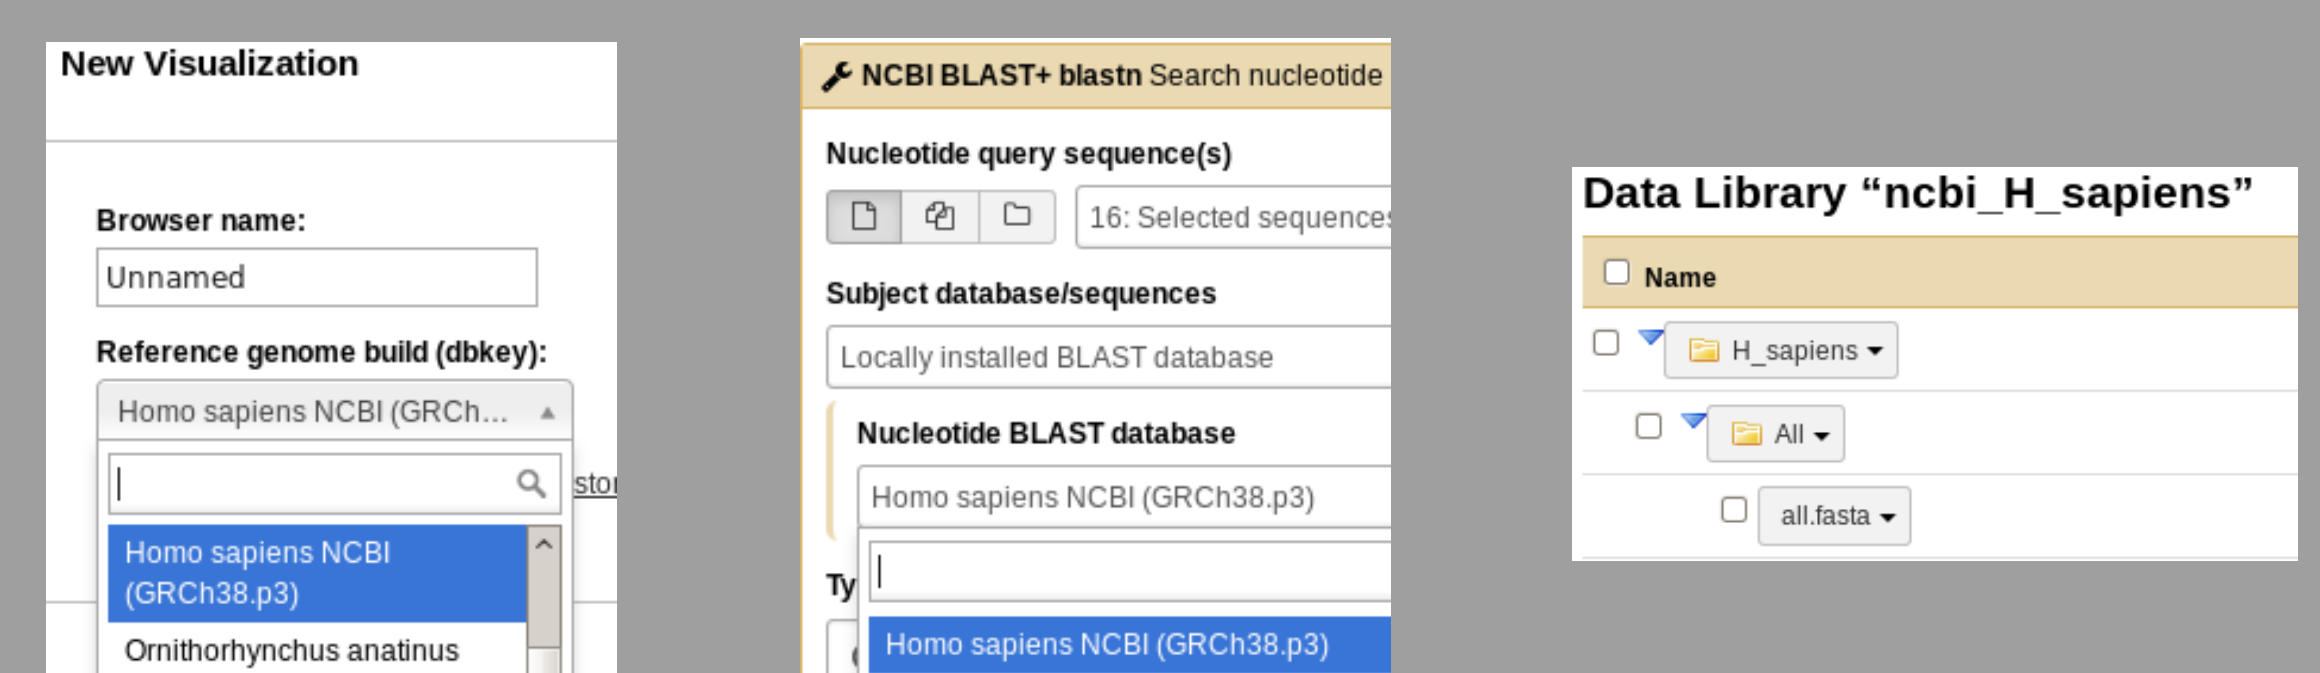 New Visualization
Browser name:
Unnamed
Reference genome build (dbkey):
Homo sapiens NCBI (GRCh...
Homo sapiens NCBI
(GRCh38.p3)
Ornithorhynchus anatinus
NCBI BLAST+ blastn Search nucleotide
Nucleotide query sequence(s)
16: Selected sequences
Subject database/sequences
Locally installed BLAST database
Nucleotide BLAST database
Homo sapiens NCBI (GRCh38.p3)
Ty
Homo sapiens NCBI (GRCh38.p3)
Data Library “ncbi_H_sapiens”
Name
H_sapiens
All
all.fasta